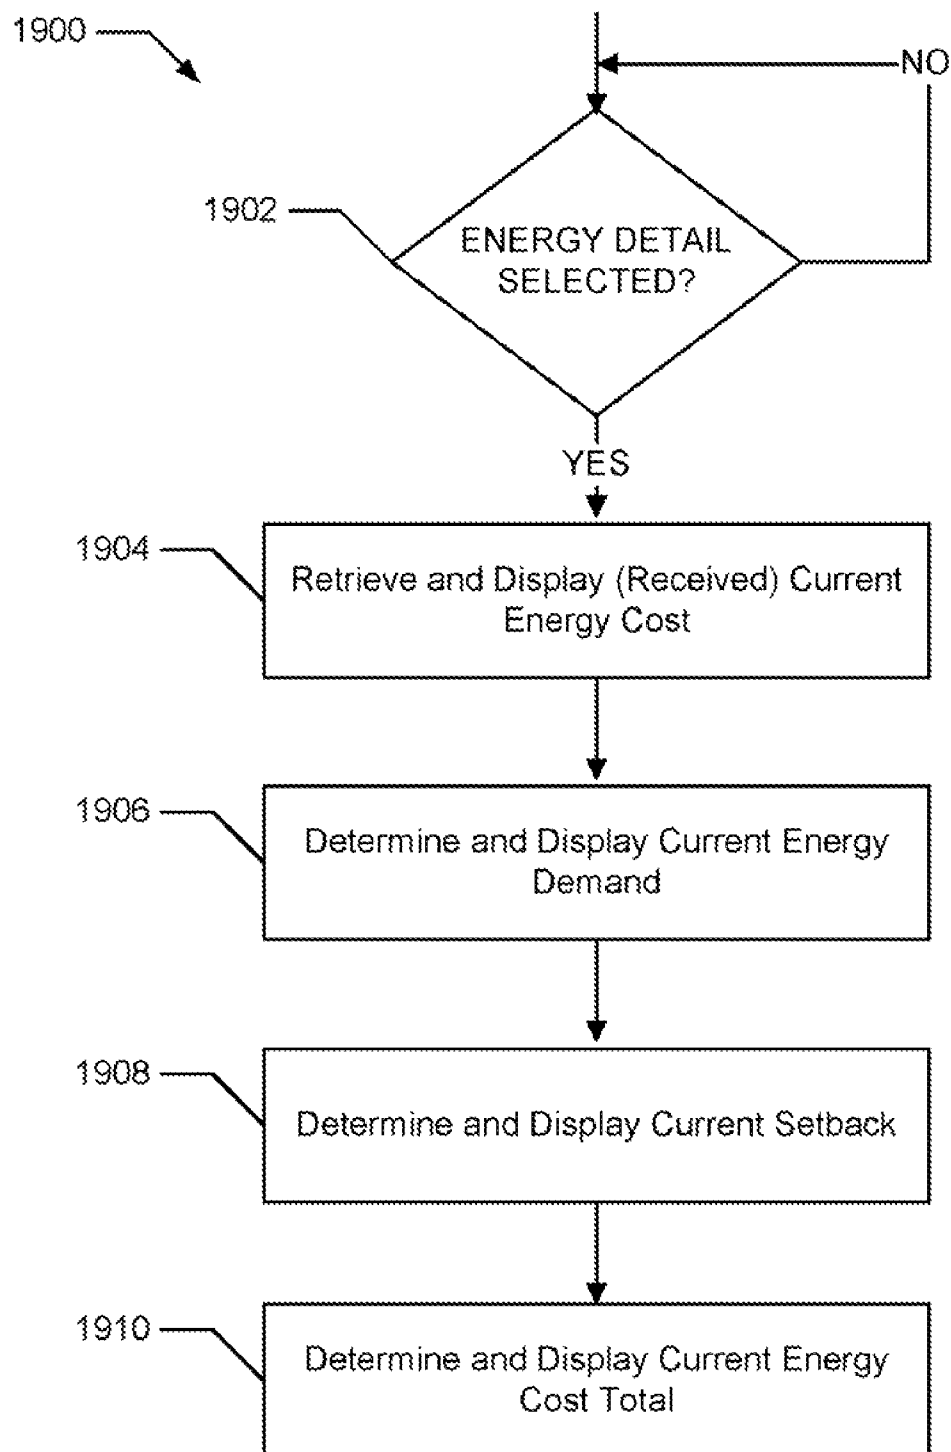 1900
NO
1902
ENERGY DETAIL
SELECTED?
YES
1904
Retrieve and Display (Received) Current
Energy Cost
1906
Determine and Display Current Energy
Demand
1908
Determine and Display Current Setback
1910
Determine and Display Current Energy
Cost Total